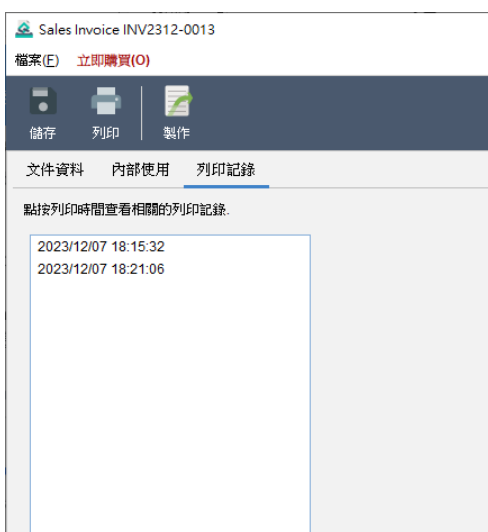 Sales Invoice INV2312-0013
檔案(F) 立即購買(O)
儲存 列印 製作
文件資料 內部使用 列印記錄
點按列印時間查看相關的列印記錄.
2023/12/07 18:15:32
2023/12/07 18:21:06